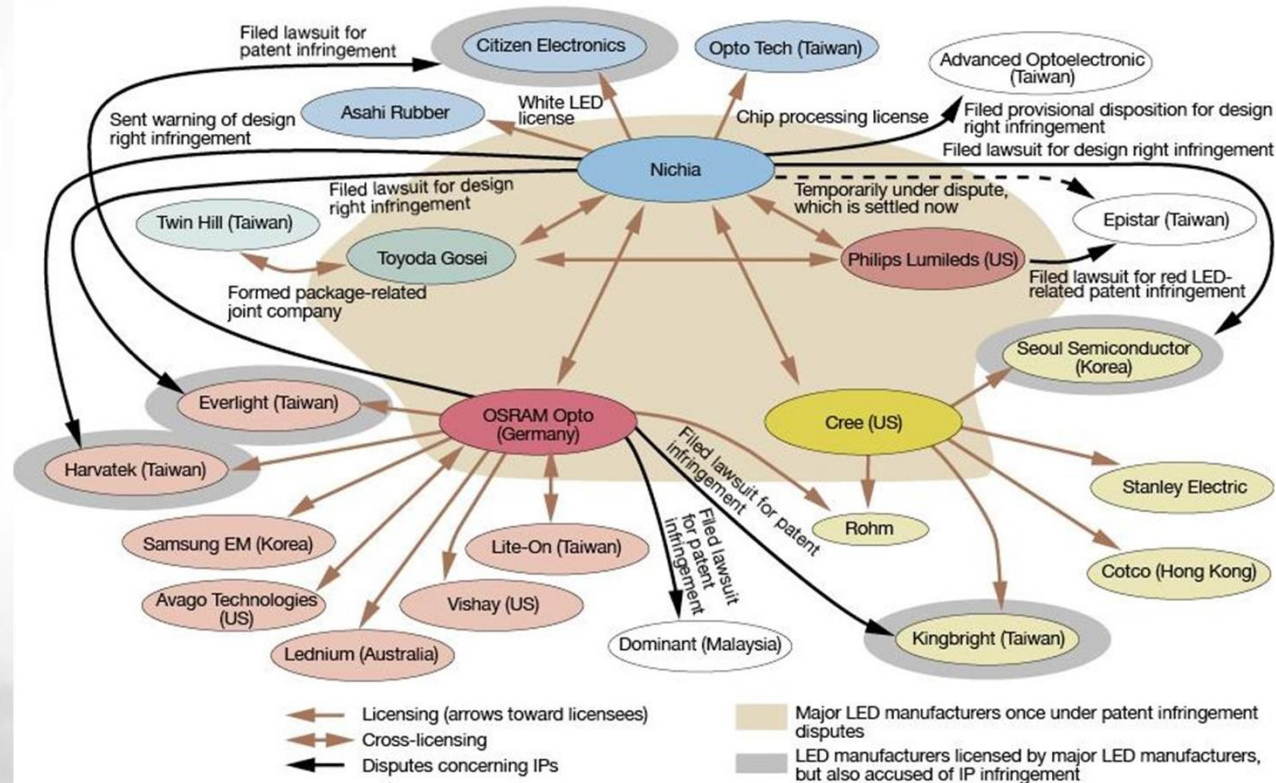 Filed lawsuit for
patent infringement
Citizen Electronics
Opto Tech (Taiwan)
Advanced Optoelectronic
(Taiwan)
Asahi Rubber
White LED
license
Chip processing license
Sent warning of design
right infringement
Filed provisional disposition for design
right infringement
Filed lawsuit for design right infringement
Nichia
Filed lawsuit for design
right infringement
Temporarily under dispute,
which is settled now
Twin Hill (Taiwan)
Epistar (Taiwan)
Toyoda Gosei
Philips Lumileds (US)
Formed package-related
joint company
Filed lawsuit for red LED-
related patent infringement
Seoul Semiconductor
(Korea)
Everlight (Taiwan)
OSRAM Opto
(Germany)
Cree (US)
Harvatek (Taiwan)
Filed lawsuit for patent
infringement
Stanley Electric
Samsung EM (Korea)
Lite-On (Taiwan)
Filed lawsuit
for patent
infringement
Rohm
Cotco (Hong Kong)
Avago Technologies
(US)
Vishay (US)
Lednium (Australia)
Dominant (Malaysia)
Kingbright (Taiwan)
Licensing (arrows toward licensees)
Cross-licensing
Disputes concerning IPs
Major LED manufacturers once under patent infringement
disputes
LED manufacturers licensed by major LED manufacturers,
but also accused of IP infringement